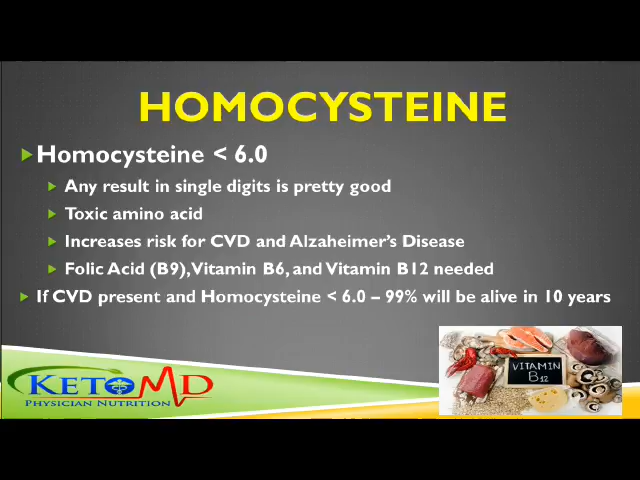 HOMOCYSTEINE
Homocysteine < 6.0
Any result in single digits is pretty good
Toxic amino acid
Increases risk for CVD and Alzaheimer's Disease
Folic Acid (B9), Vitamin B6, and Vitamin B12 needed
If CVD present and Homocysteine < 6.0 – 99% will be alive in 10 years
VITAMIN
B12
KETO MD
PHYSICIAN NUTRITION